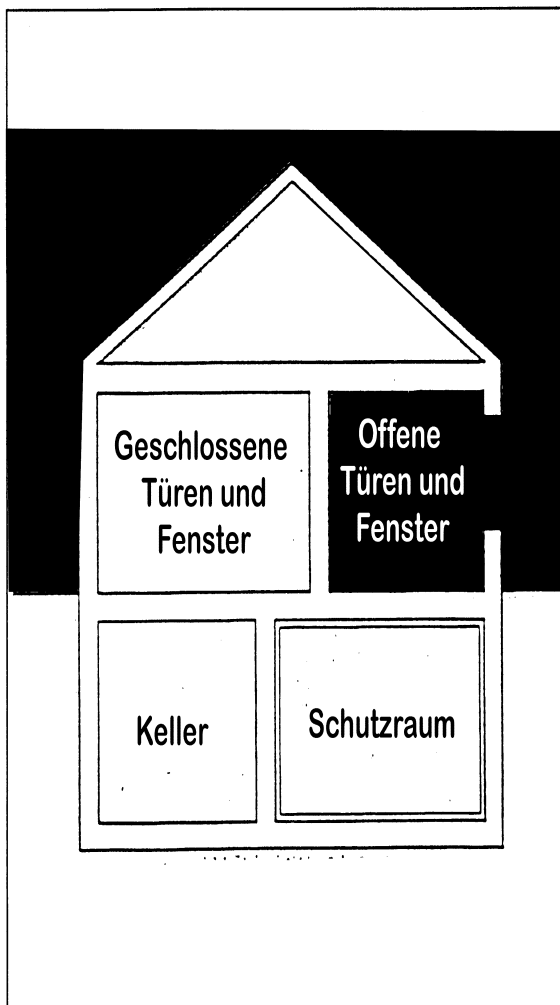 Geschlossene
Türen und
Fenster
Offene
Türen und
Fenster
Keller
Schutzraum